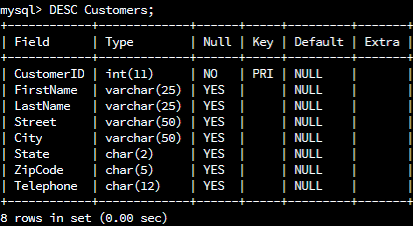 mysql> DESC Customers;
+------------+-------------+------+-----+---------+-------+
| Field      | Type        | Null | Key | Default | Extra |
+------------+-------------+------+-----+---------+-------+
| CustomerID | int(11)     | NO   | PRI | NULL    |       |
| FirstName  | varchar(25) | YES  |     | NULL    |       |
| LastName   | varchar(25) | YES  |     | NULL    |       |
| Street     | varchar(50) | YES  |     | NULL    |       |
| City       | varchar(50) | YES  |     | NULL    |       |
| State      | char(2)     | YES  |     | NULL    |       |
| ZipCode    | char(5)     | YES  |     | NULL    |       |
| Telephone  | char(12)    | YES  |     | NULL    |       |
+------------+-------------+------+-----+---------+-------+
8 rows in set (0.00 sec)